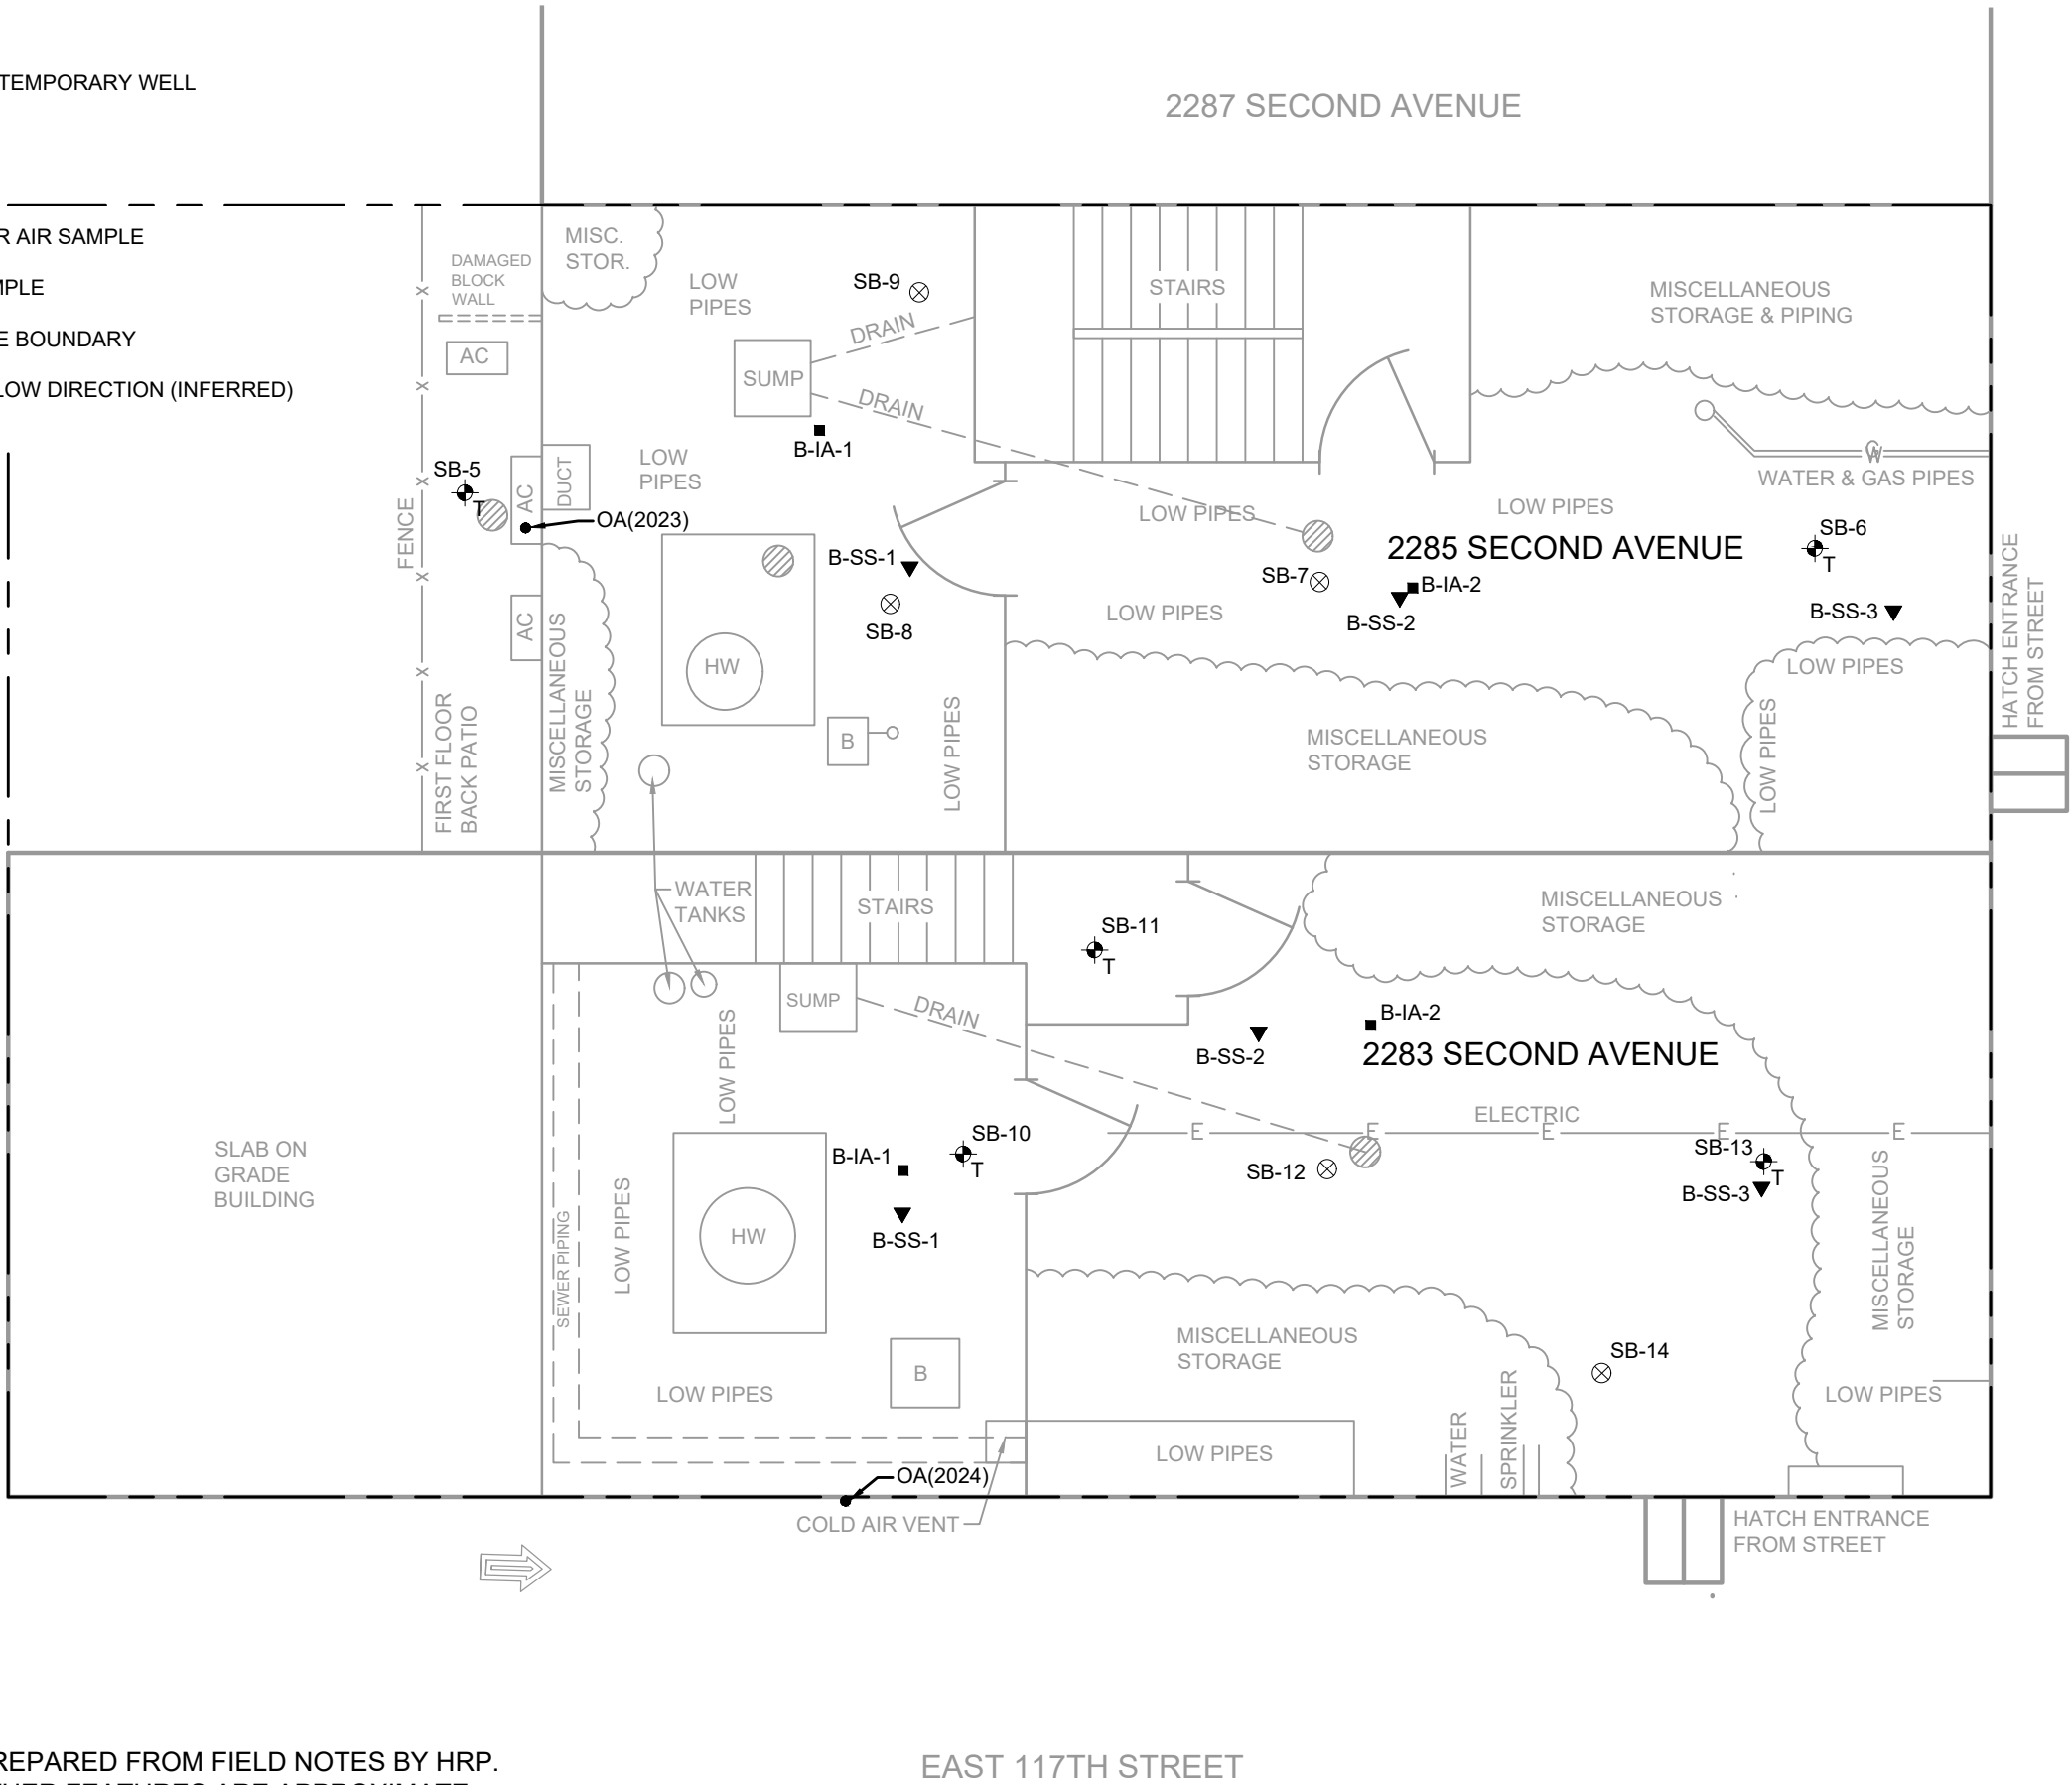 TEMPORARY WELL
2287 SECOND AVENUE
R AIR SAMPLE
MPLE
E BOUNDARY
LOW DIRECTION (INFERRED)
DAMAGED
BLOCK
WALL
AC
MISC.
STOR.
LOW
PIPES
SB-9
DRAIN
SUMP
DRAIN
B-IA-1
STAIRS
MISCELLANEOUS
STORAGE & PIPING
G
W
WATER & GAS PIPES
SB-5
T
AC
DUCT
OA(2023)
LOW
PIPES
FENCE
X
X
X
X
X
X
LOW PIPES
LOW PIPES
2285 SECOND AVENUE
SB-6
T
B-SS-1
SB-8
SB-7
B-IA-2
B-SS-2
B-SS-3
LOW PIPES
HATCH ENTRANCE
FROM STREET
AC
HW
B
MISCELLANEOUS
STORAGE
FIRST FLOOR
BACK PATIO
LOW PIPES
MISCELLANEOUS
STORAGE
LOW PIPES
LOW PIPES
WATER
TANKS
STAIRS
SB-11
T
MISCELLANEOUS
STORAGE
SUMP
DRAIN
LOW PIPES
B-SS-2
B-IA-2
2283 SECOND AVENUE
ELECTRIC
E
E
E
E
E
SLAB ON
GRADE
BUILDING
SEWER PIPING
LOW PIPES
HW
B-IA-1
SB-10
T
B-SS-1
SB-12
SB-13
T
B-SS-3
MISCELLANEOUS
STORAGE
B
LOW PIPES
MISCELLANEOUS
STORAGE
SB-14
LOW PIPES
LOW PIPES
WATER
SPRINKLER
OA(2024)
COLD AIR VENT
HATCH ENTRANCE
FROM STREET
REPARED FROM FIELD NOTES BY HRP.
EAST 117TH STREET